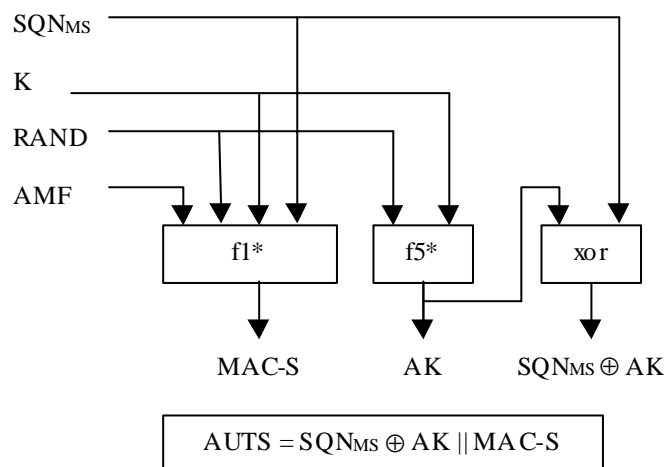 SQNMS
K
RAND
AMF
f1*
f5*
xor
MAC-S
AK
SQNMS ⊕ AK
AUTS = SQNMS ⊕ AK || MAC-S